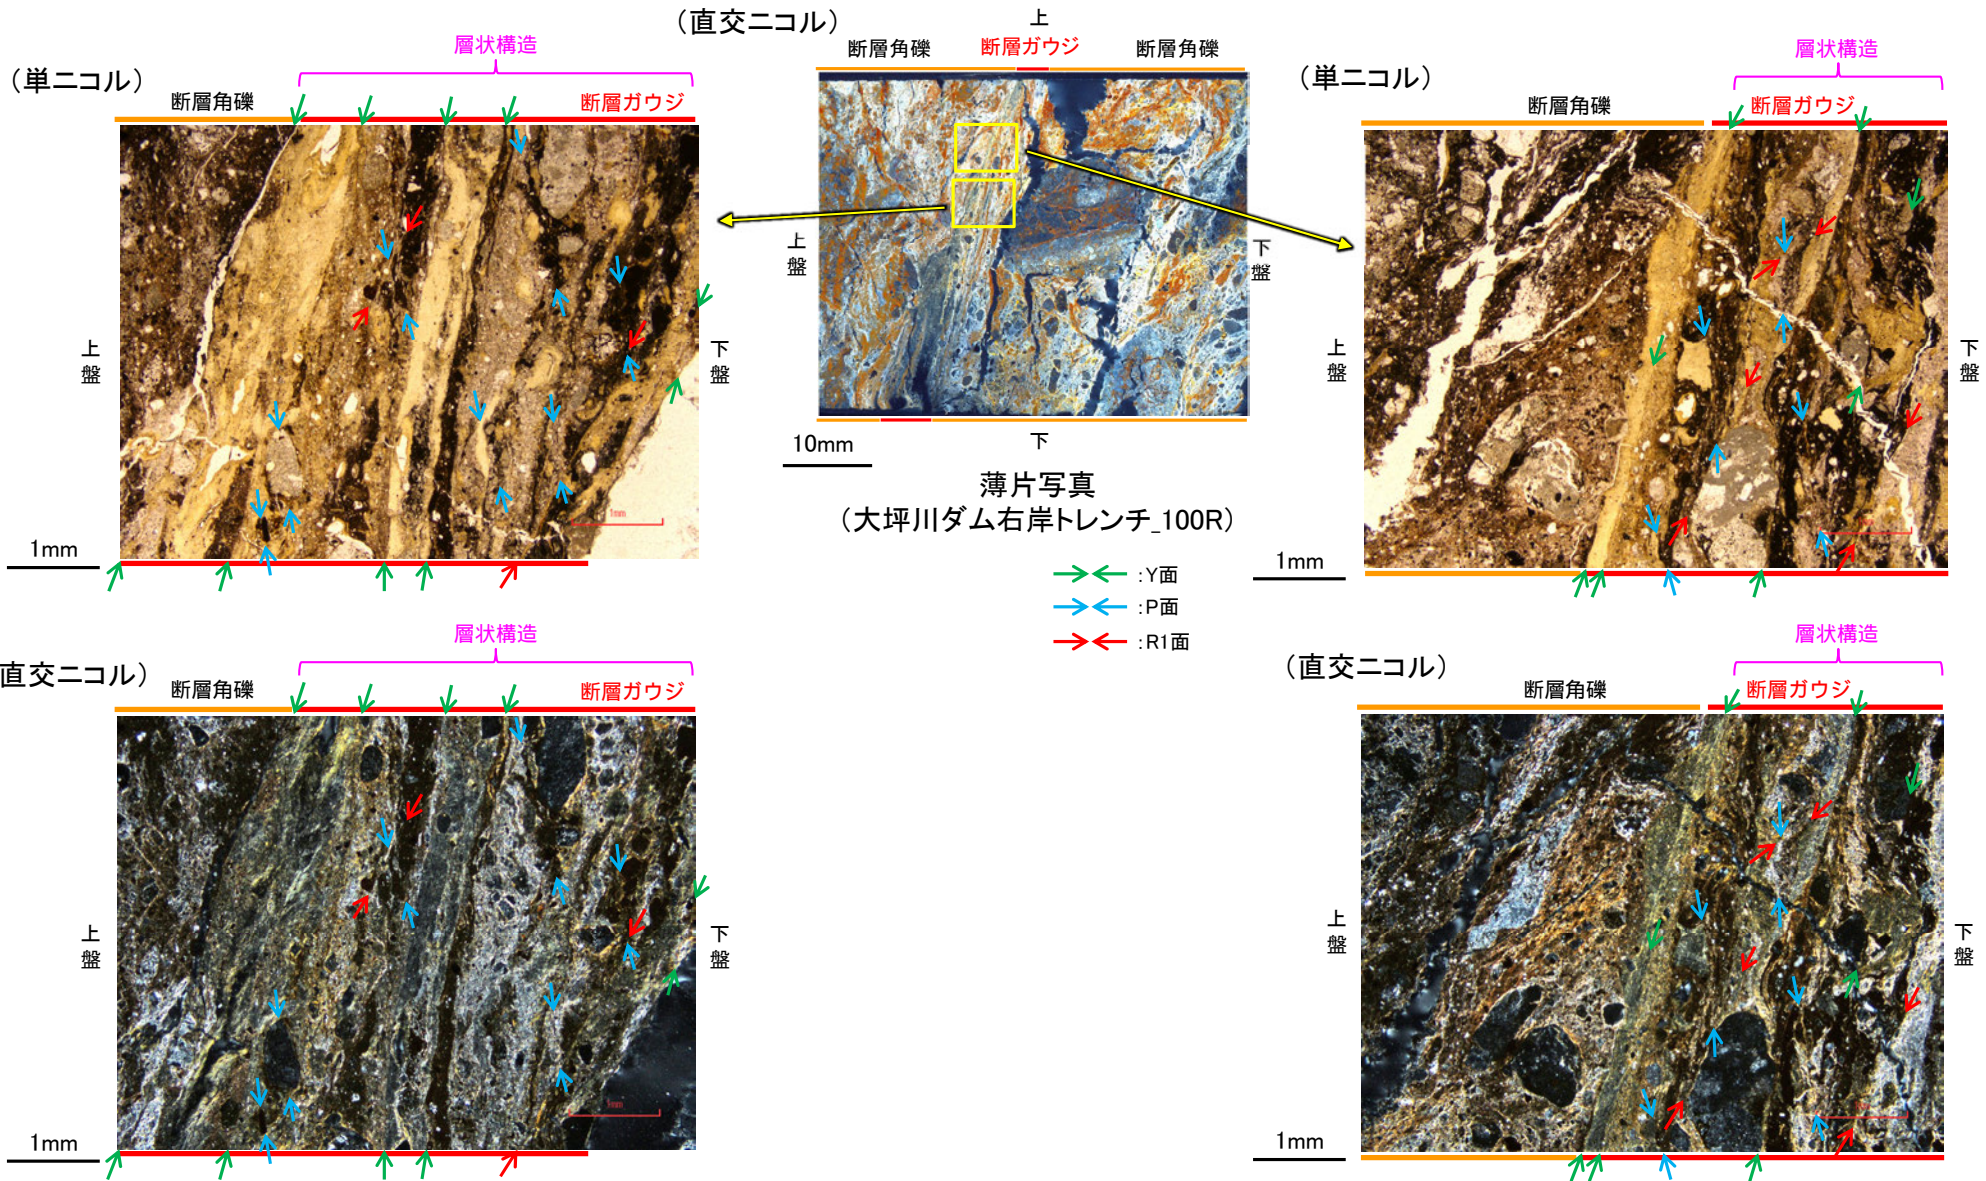 (直交ニコル)
上
断層角礫
断層ガウジ
断層角礫
上盤
下盤
10mm
下
薄片写真
(大坪川ダム右岸トレンチ_100R)
:Y面
:P面
:R1面
(単ニコル)
層状構造
断層角礫
断層ガウジ
上盤
下盤
1mm
1mm
直交ニコル)
層状構造
断層角礫
断層ガウジ
上盤
下盤
1mm
(単ニコル)
層状構造
断層角礫
断層ガウジ
上盤
下盤
1mm
(直交ニコル)
層状構造
断層角礫
断層ガウジ
上盤
下盤
1mm